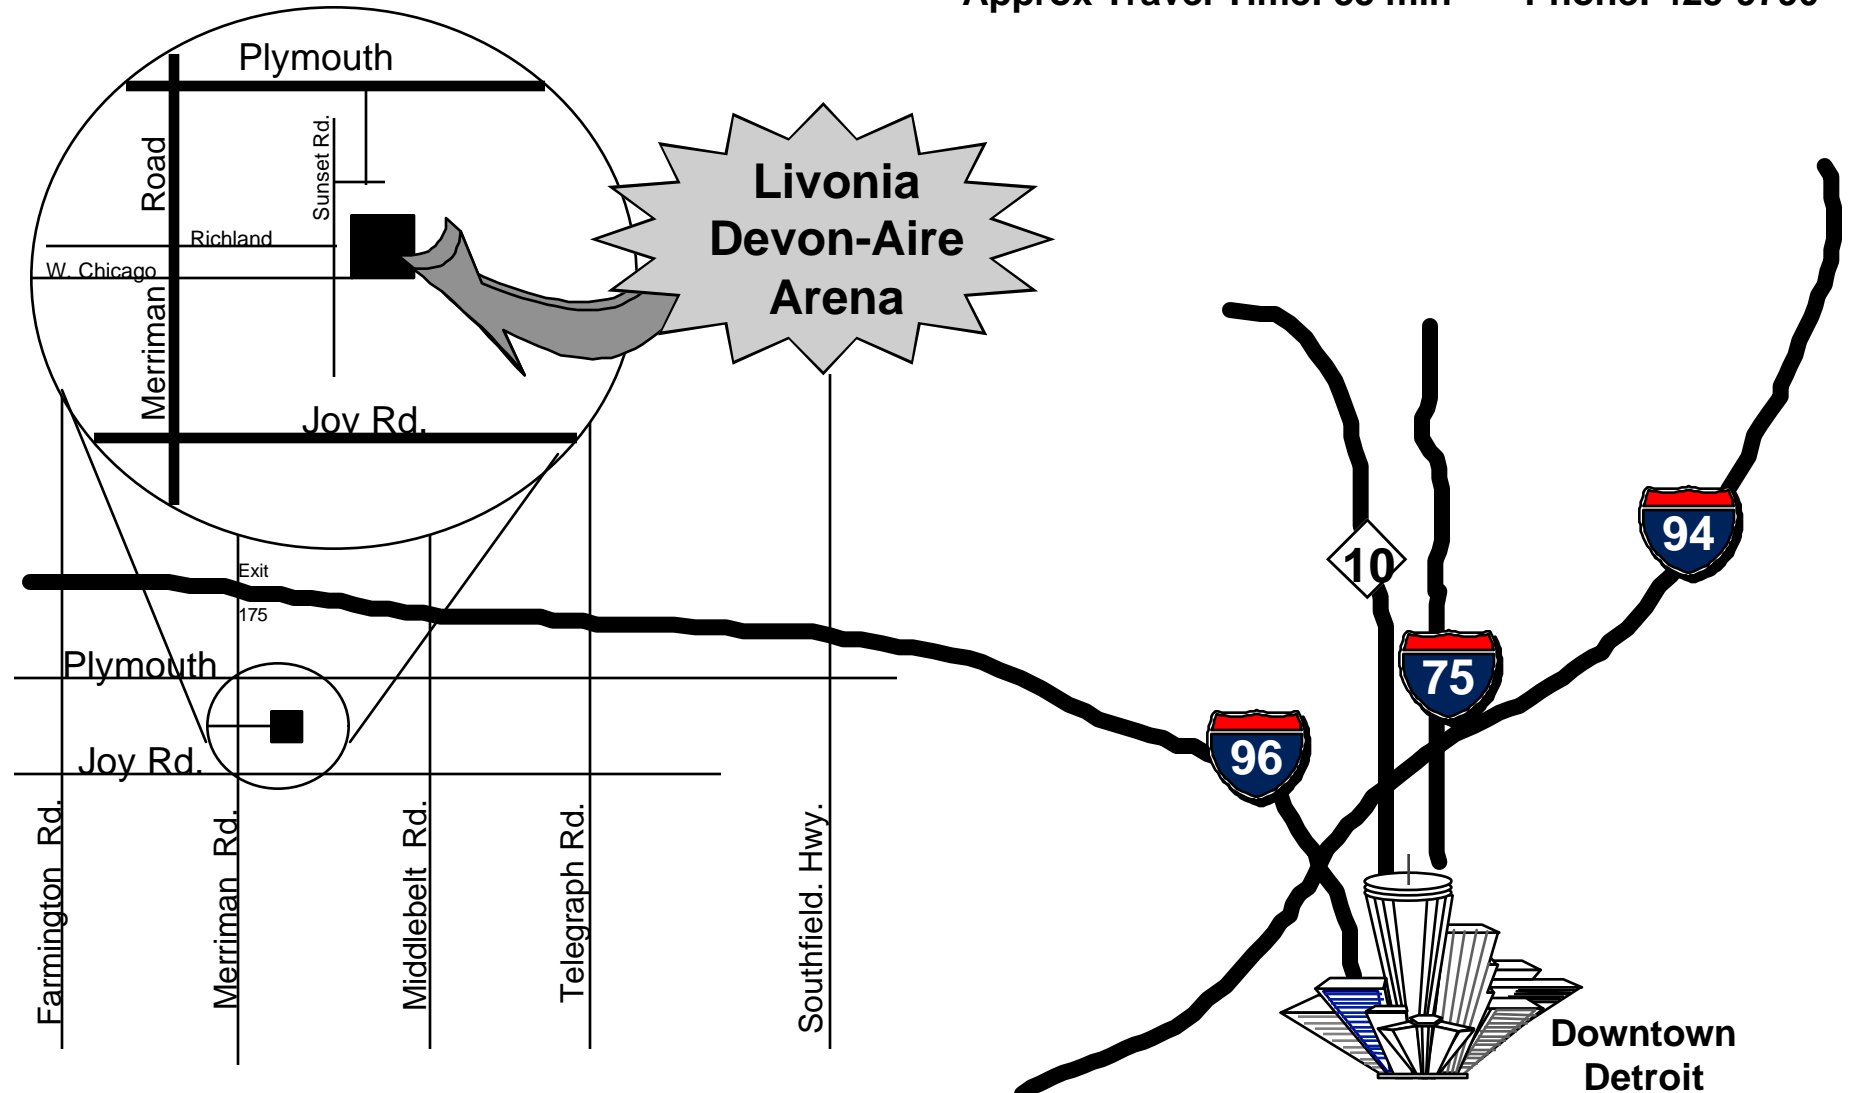 Plymouth
Merriman Road
Sunset Rd.
Richland
W. Chicago
Joy Rd.
Livonia
Devon-Aire
Arena
10
94
75
96
Exit
175
Plymouth
Joy Rd.
Farmington Rd.
Merriman Rd.
Middlebelt Rd.
Telegraph Rd.
Southfield. Hwy.
Downtown
Detroit